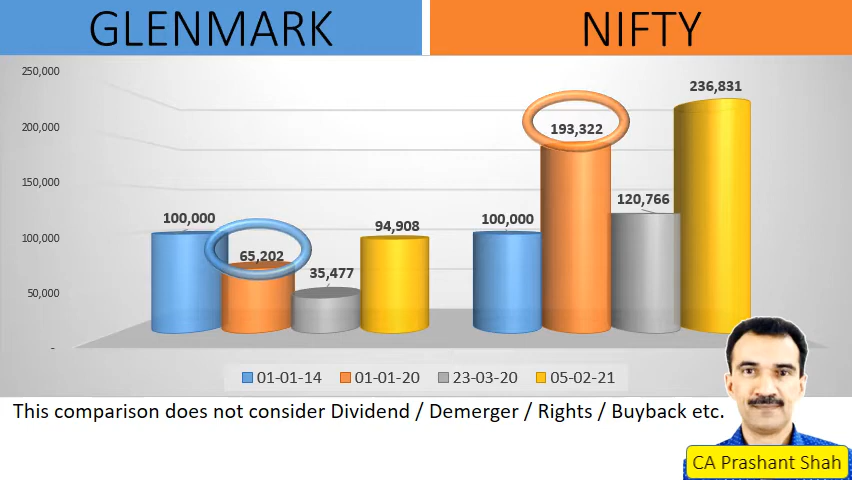 GLENMARK
NIFTY
250,000
200,000
150,000
100,000
50,000
-
100,000
65,202
35,477
94,908
100,000
193,322
120,766
236,831
01-01-14 01-01-20 23-03-20 05-02-21
This comparison does not consider Dividend / Demerger / Rights / Buyback etc.
CA Prashant Shah